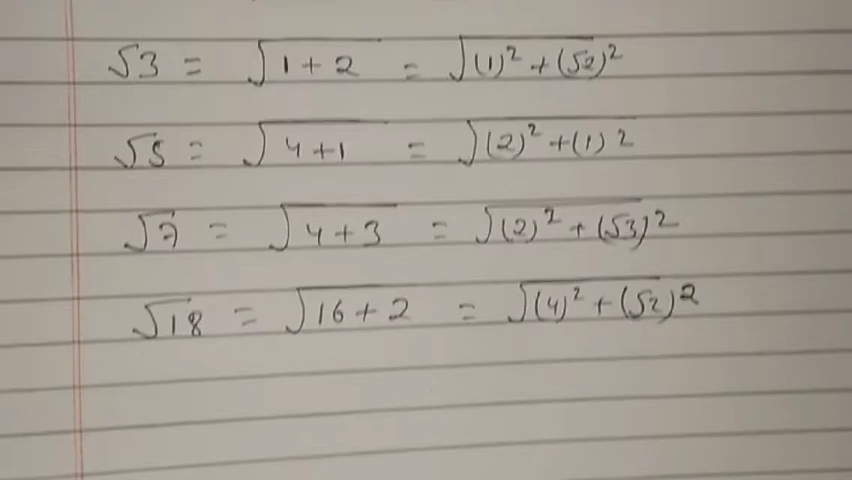 √3 = √1+2 = √(1)² + (√2)²
√5 = √4+1 = √(2)² + (1)²
√7 = √4+3 = √(2)² + (√3)²
√18 = √16+2 = √(4)² + (√2)²